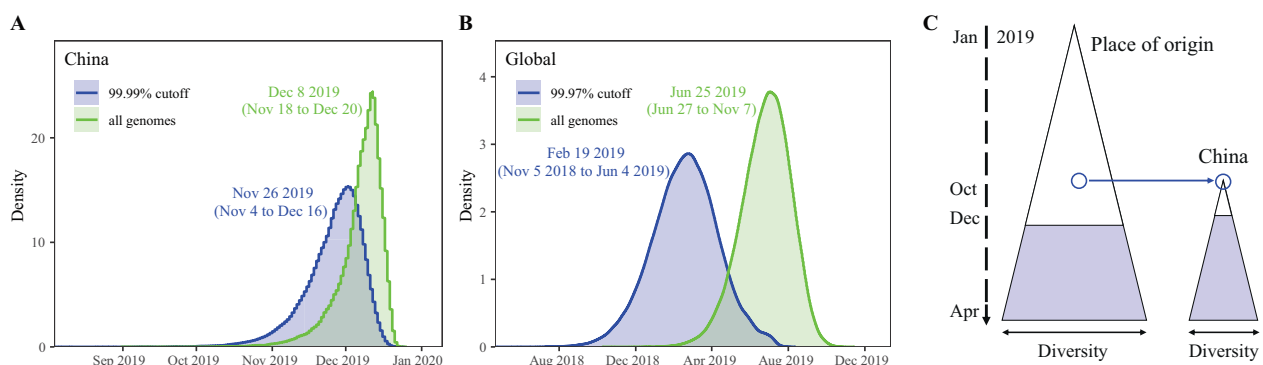 A
China
99.99% cutoff
all genomes
Dec 8 2019
(Nov 18 to Dec 20)
Nov 26 2019
(Nov 4 to Dec 16)
Density
20
10
0
Sep 2019
Oct 2019
Nov 2019
Dec 2019
Jan 2020
B
Global
99.97% cutoff
all genomes
Jun 25 2019
(Jun 27 to Nov 7)
Feb 19 2019
(Nov 5 2018 to Jun 4 2019)
Density
4
3
2
1
0
Aug 2018
Dec 2018
Apr 2019
Aug 2019
Dec 2019
C
Jan
2019
Place of origin
China
Oct
Dec
Apr
Diversity
Diversity